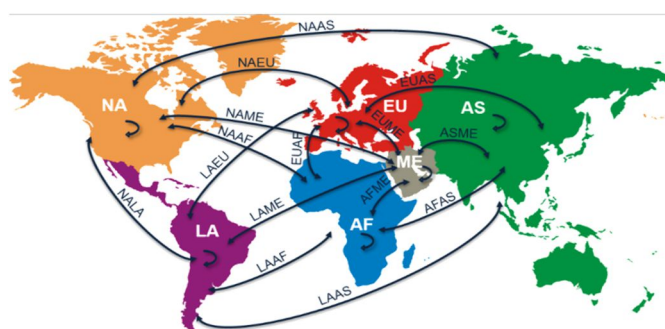 NAAS
NAEU
EUAS
NA
EU
AS
NAME
NAAF
EUME
ASME
LAEU
EUAF
ME
AFME
NALA
LAME
AFAS
LA
AF
LAAF
LAAS